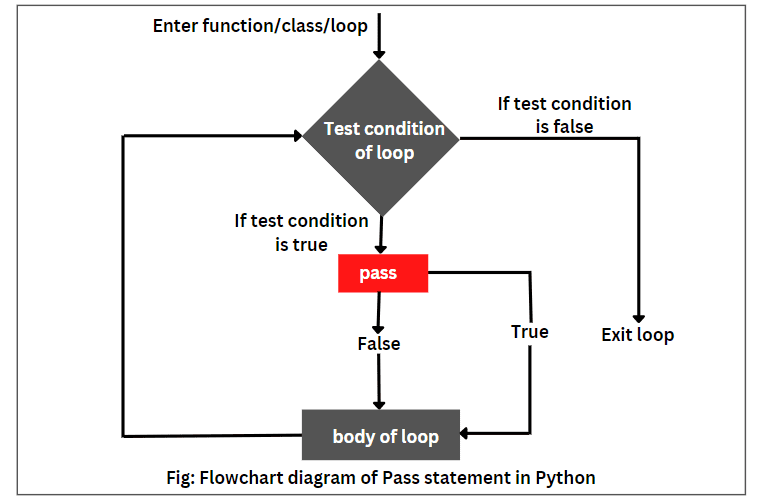 Enter function/class/loop
If test condition
is false
Test condition
of loop
If test condition
is true
pass
False
True
Exit loop
body of loop
Fig: Flowchart diagram of Pass statement in Python